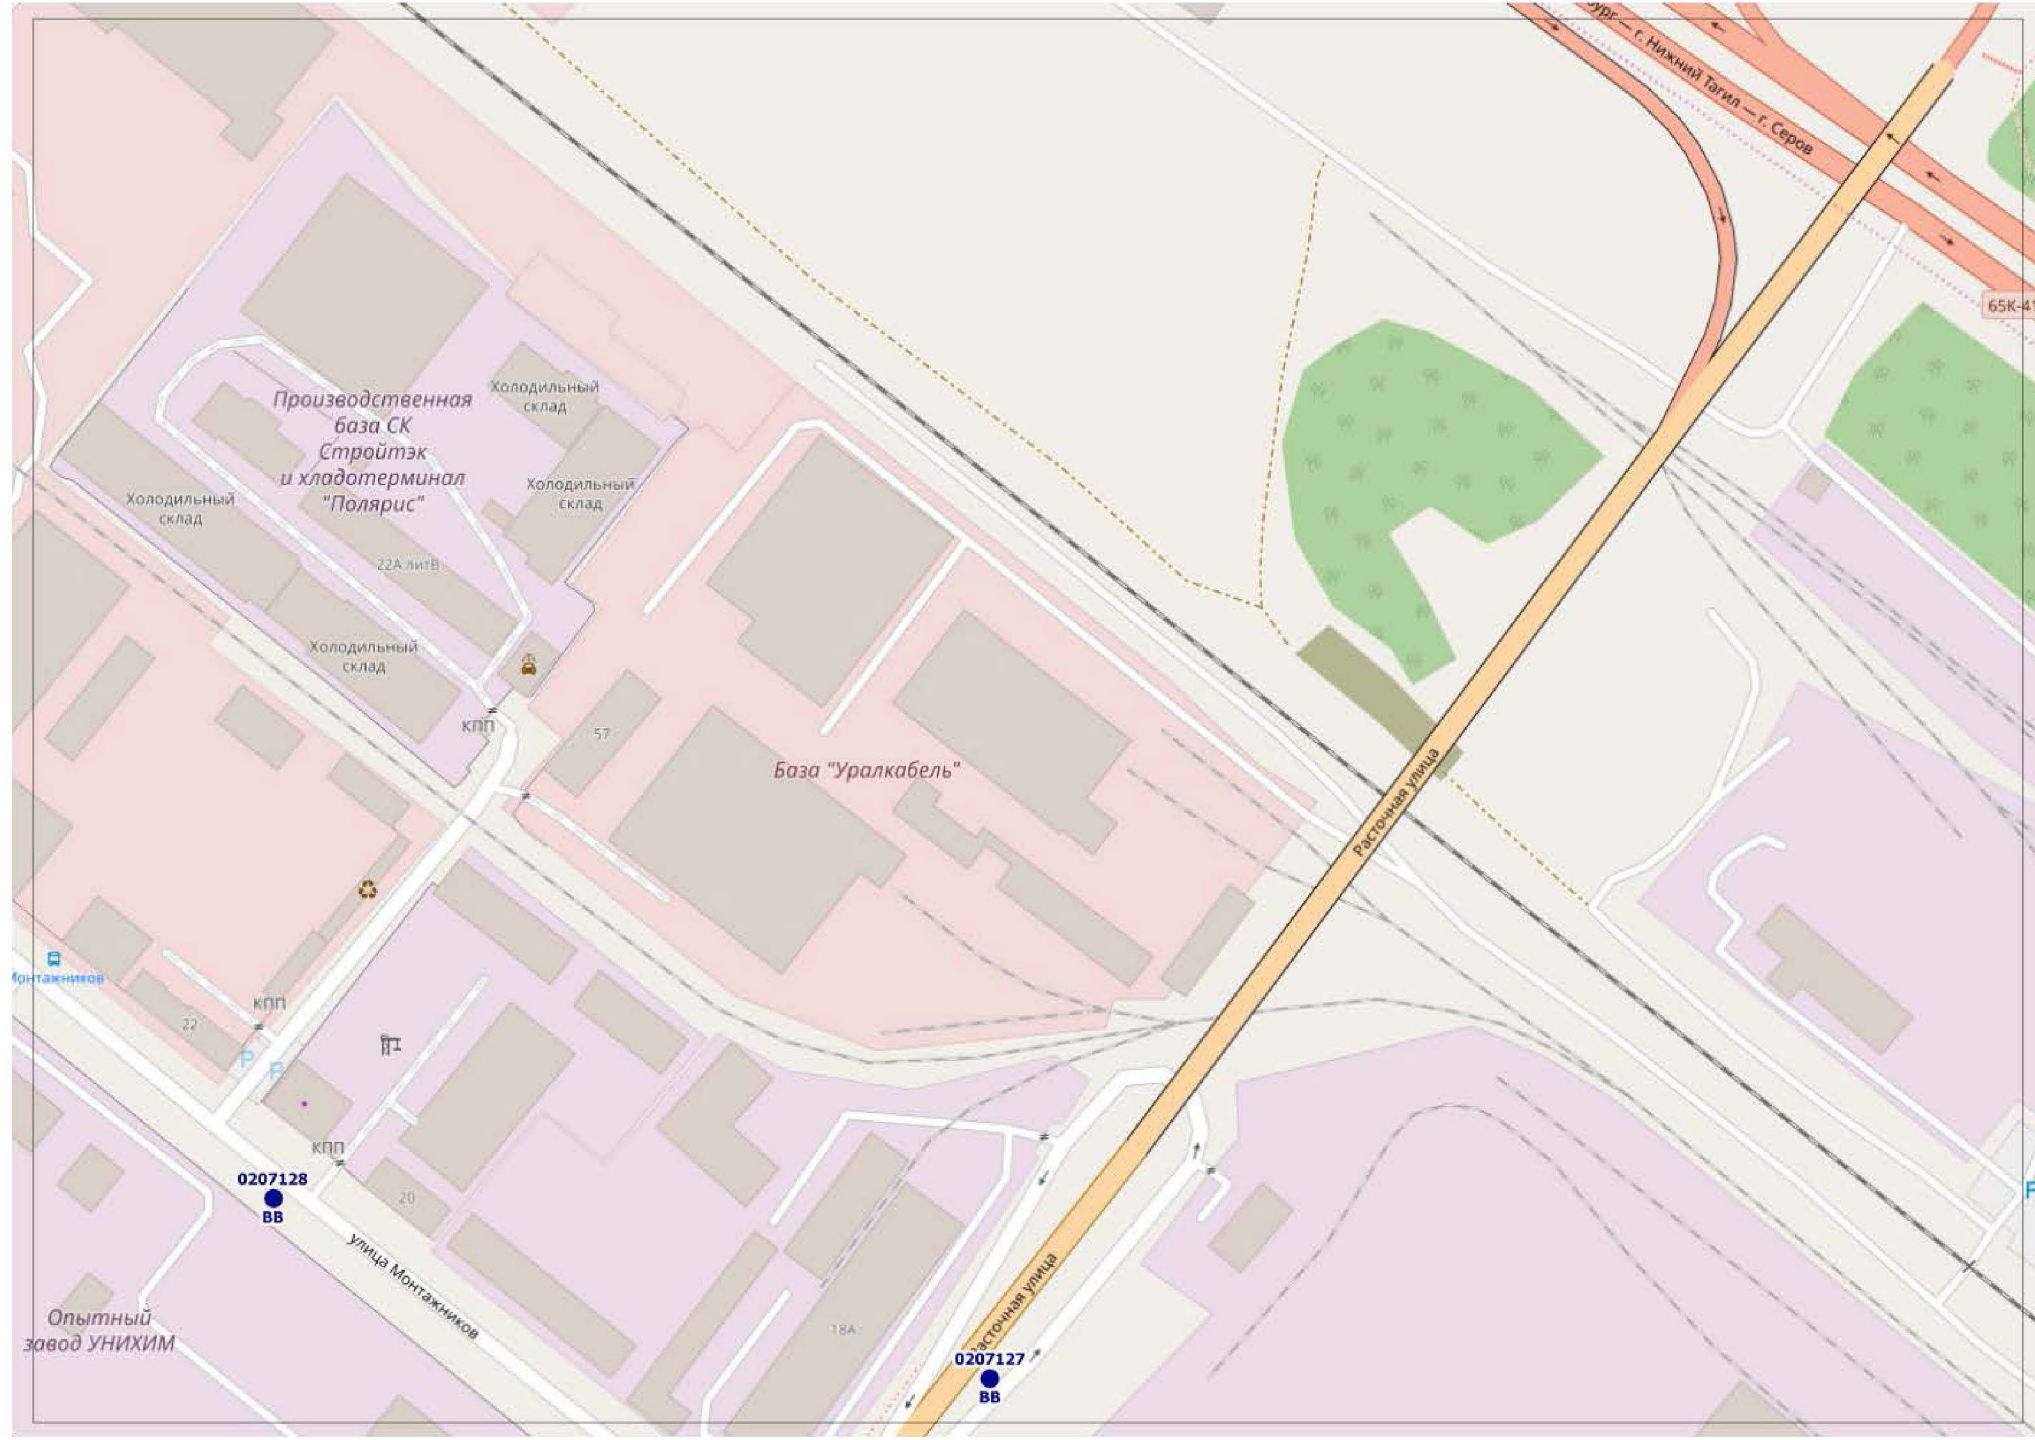 г. Нижний Тагил — г. Серов
65К-41
Холодильный
склад
Производственная
база СК
Стройтэк
и хладотерминал
"Полярис"
Холодильный
склад
Холодильный
склад
22А литВ
Холодильный
склад
КПП
57
База "Уралкабель"
Расточная улица
Монтажников
КПП
22
P
P
КПП
0207128
ВВ
20
улица Монтажников
Опытный
завод УНИХИМ
18А
Расточная улица
0207127
ВВ